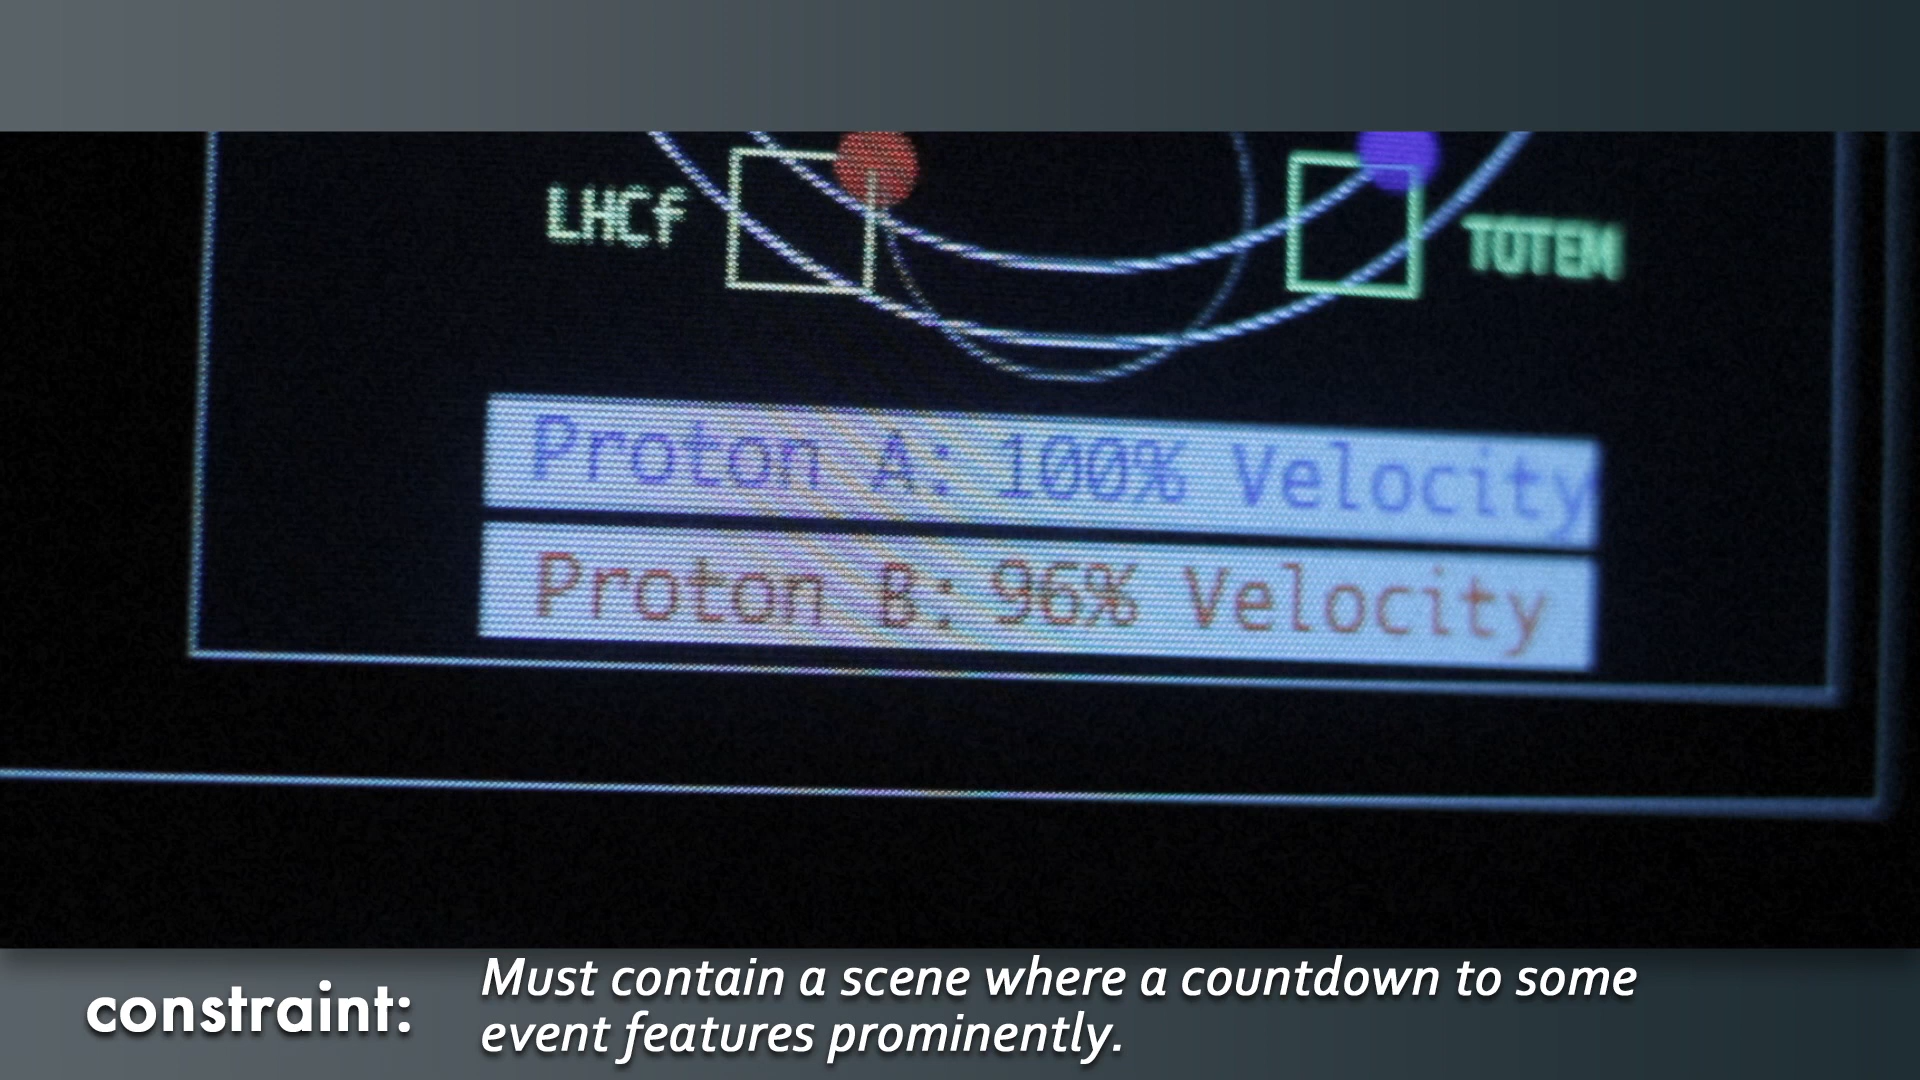 LHCf
TOTEM
Proton A: 100% Velocity
Proton B: 96% Velocity
constraint:
Must contain a scene where a countdown to some
event features prominently.